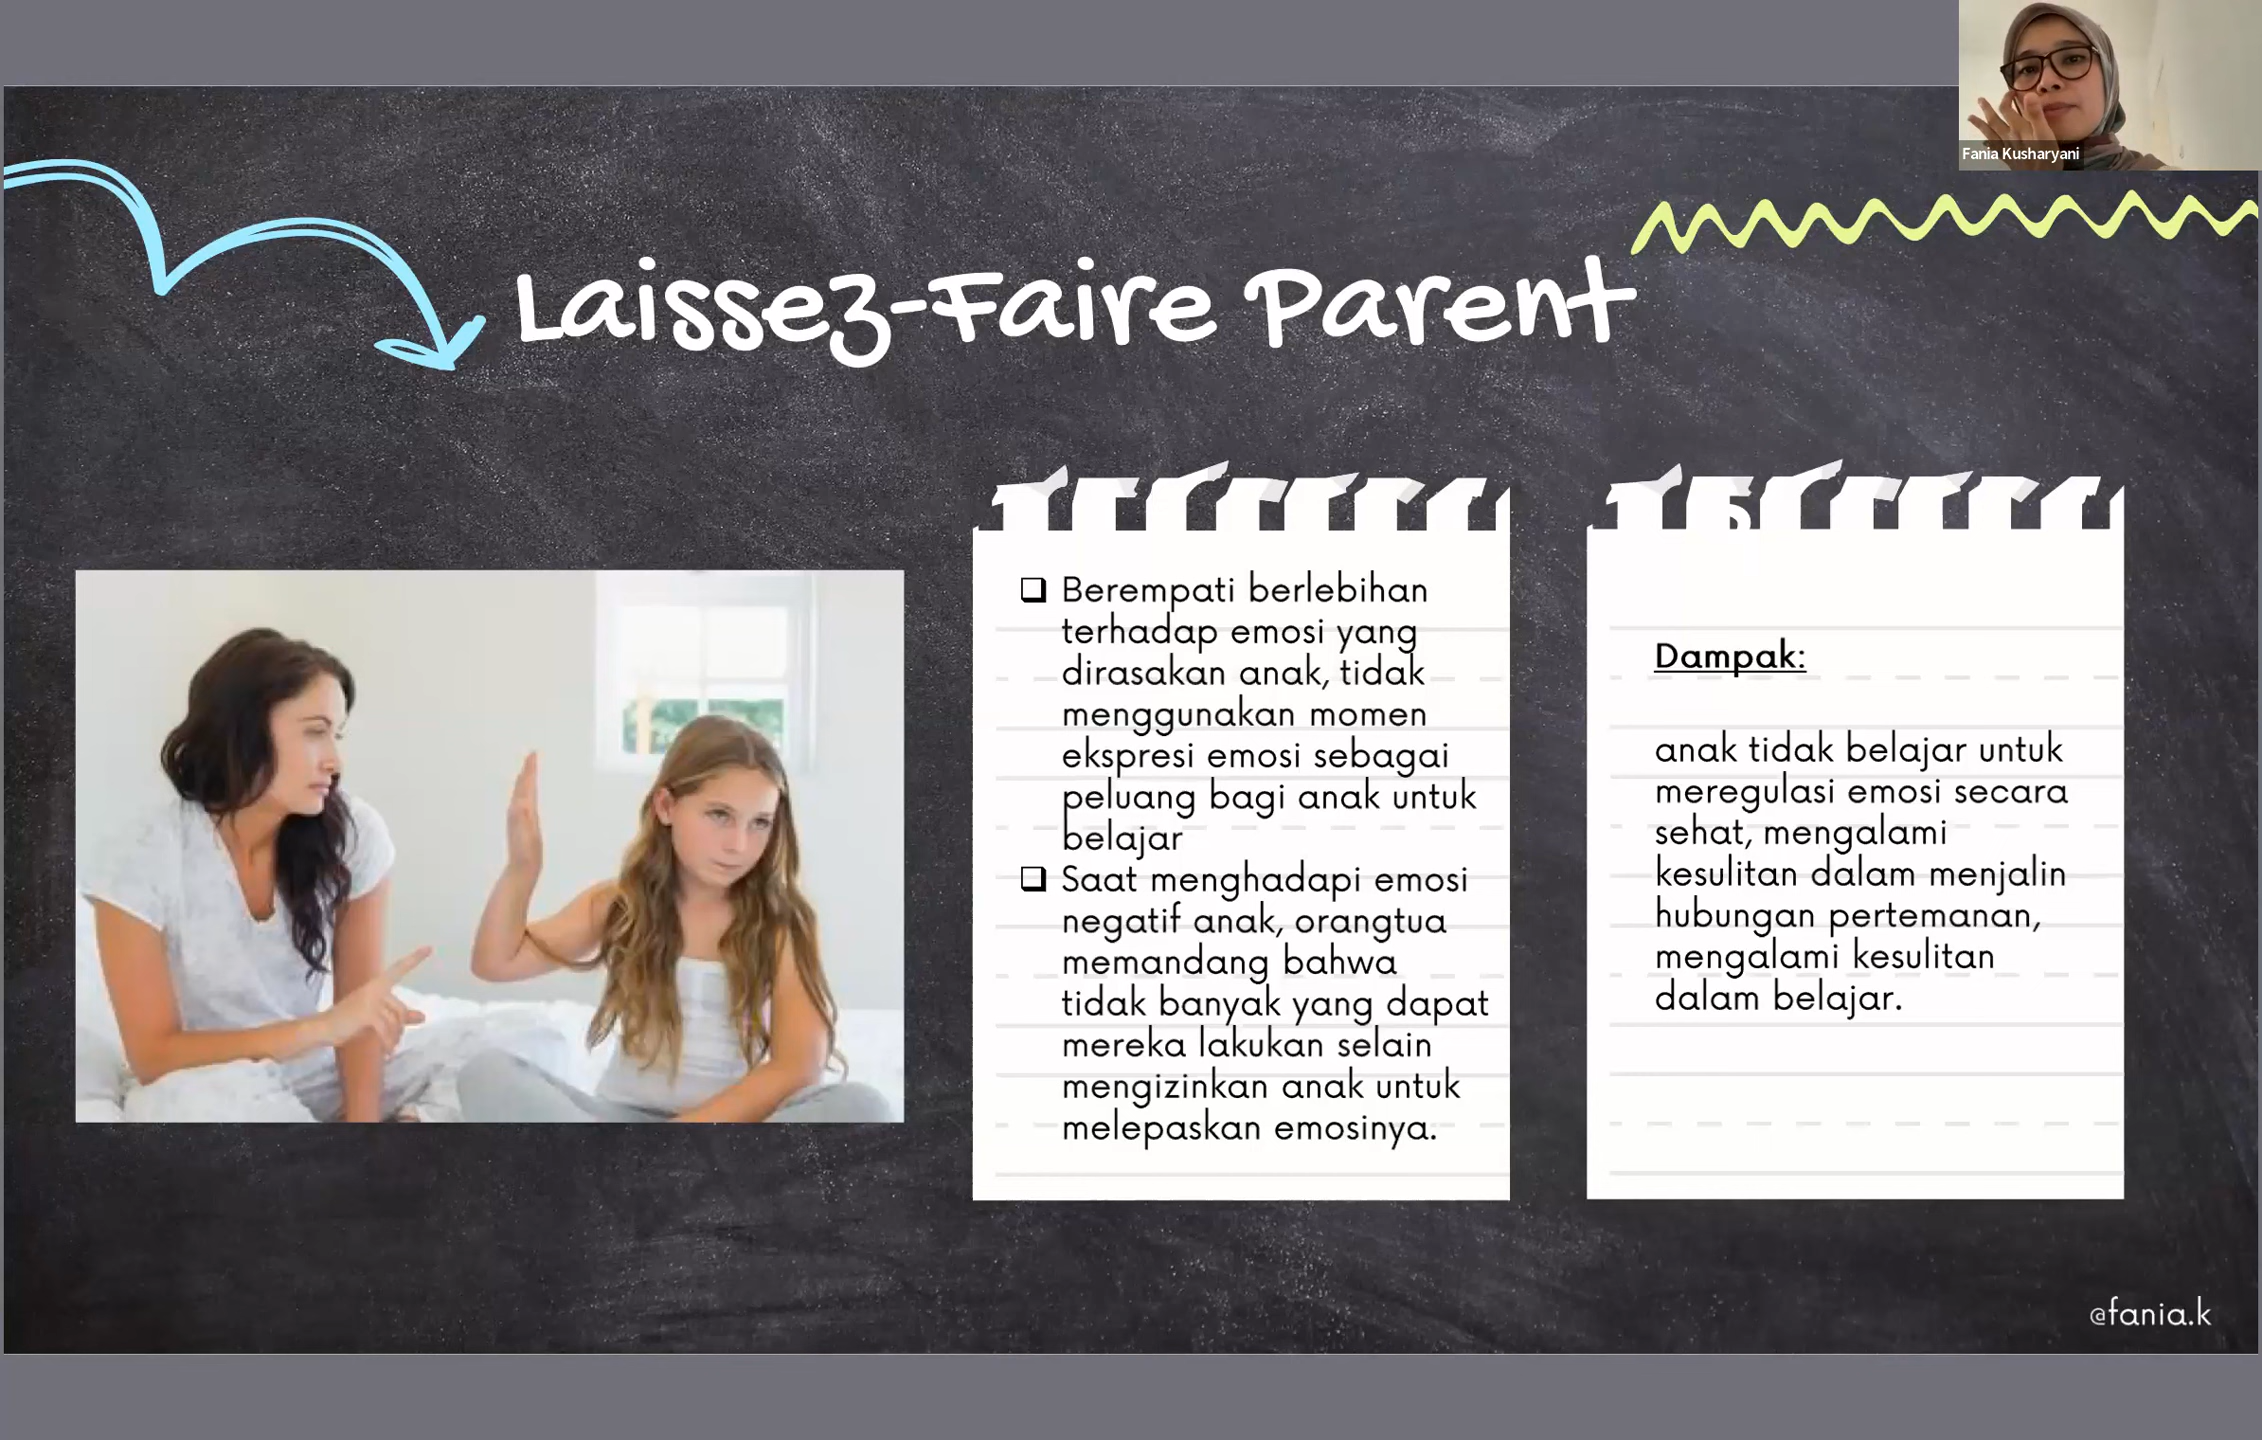 Fania Kusharyani
Laissez-Faire Parent
❑ Berempati berlebihan
terhadap emosi yang
dirasakan anak, tidak
menggunakan momen
ekspresi emosi sebagai
peluang bagi anak untuk
belajar
❑ Saat menghadapi emosi
negatif anak, orangtua
memandang bahwa
tidak banyak yang dapat
mereka lakukan selain
mengizinkan anak untuk
melepaskan emosinya.
Dampak:
anak tidak belajar untuk
meregulasi emosi secara
sehat, mengalami
kesulitan dalam menjalin
hubungan pertemanan,
mengalami kesulitan
dalam belajar.
@fania.k